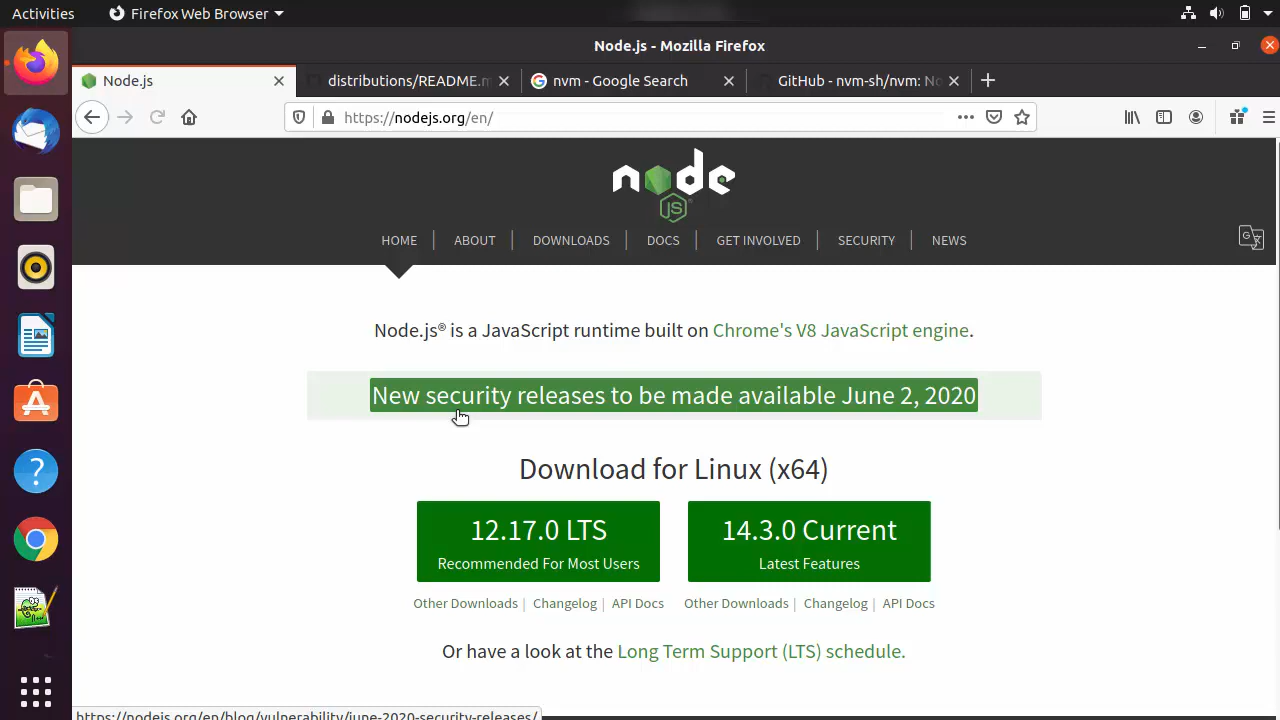 Activities
Firefox Web Browser
Node.js - Mozilla Firefox
Node.js
distributions/README.m
nvm - Google Search
GitHub - nvm-sh/nvm: No
https://nodejs.org/en/
node
JS
HOME
ABOUT
DOWNLOADS
DOCS
GET INVOLVED
SECURITY
NEWS
Node.js® is a JavaScript runtime built on Chrome's V8 JavaScript engine.
New security releases to be made available June 2, 2020
Download for Linux (x64)
12.17.0 LTS
Recommended For Most Users
14.3.0 Current
Latest Features
Other Downloads | Changelog | API Docs
Other Downloads | Changelog | API Docs
Or have a look at the Long Term Support (LTS) schedule.
https://nodejs.org/en/blog/vulnerability/june-2020-security-releases/